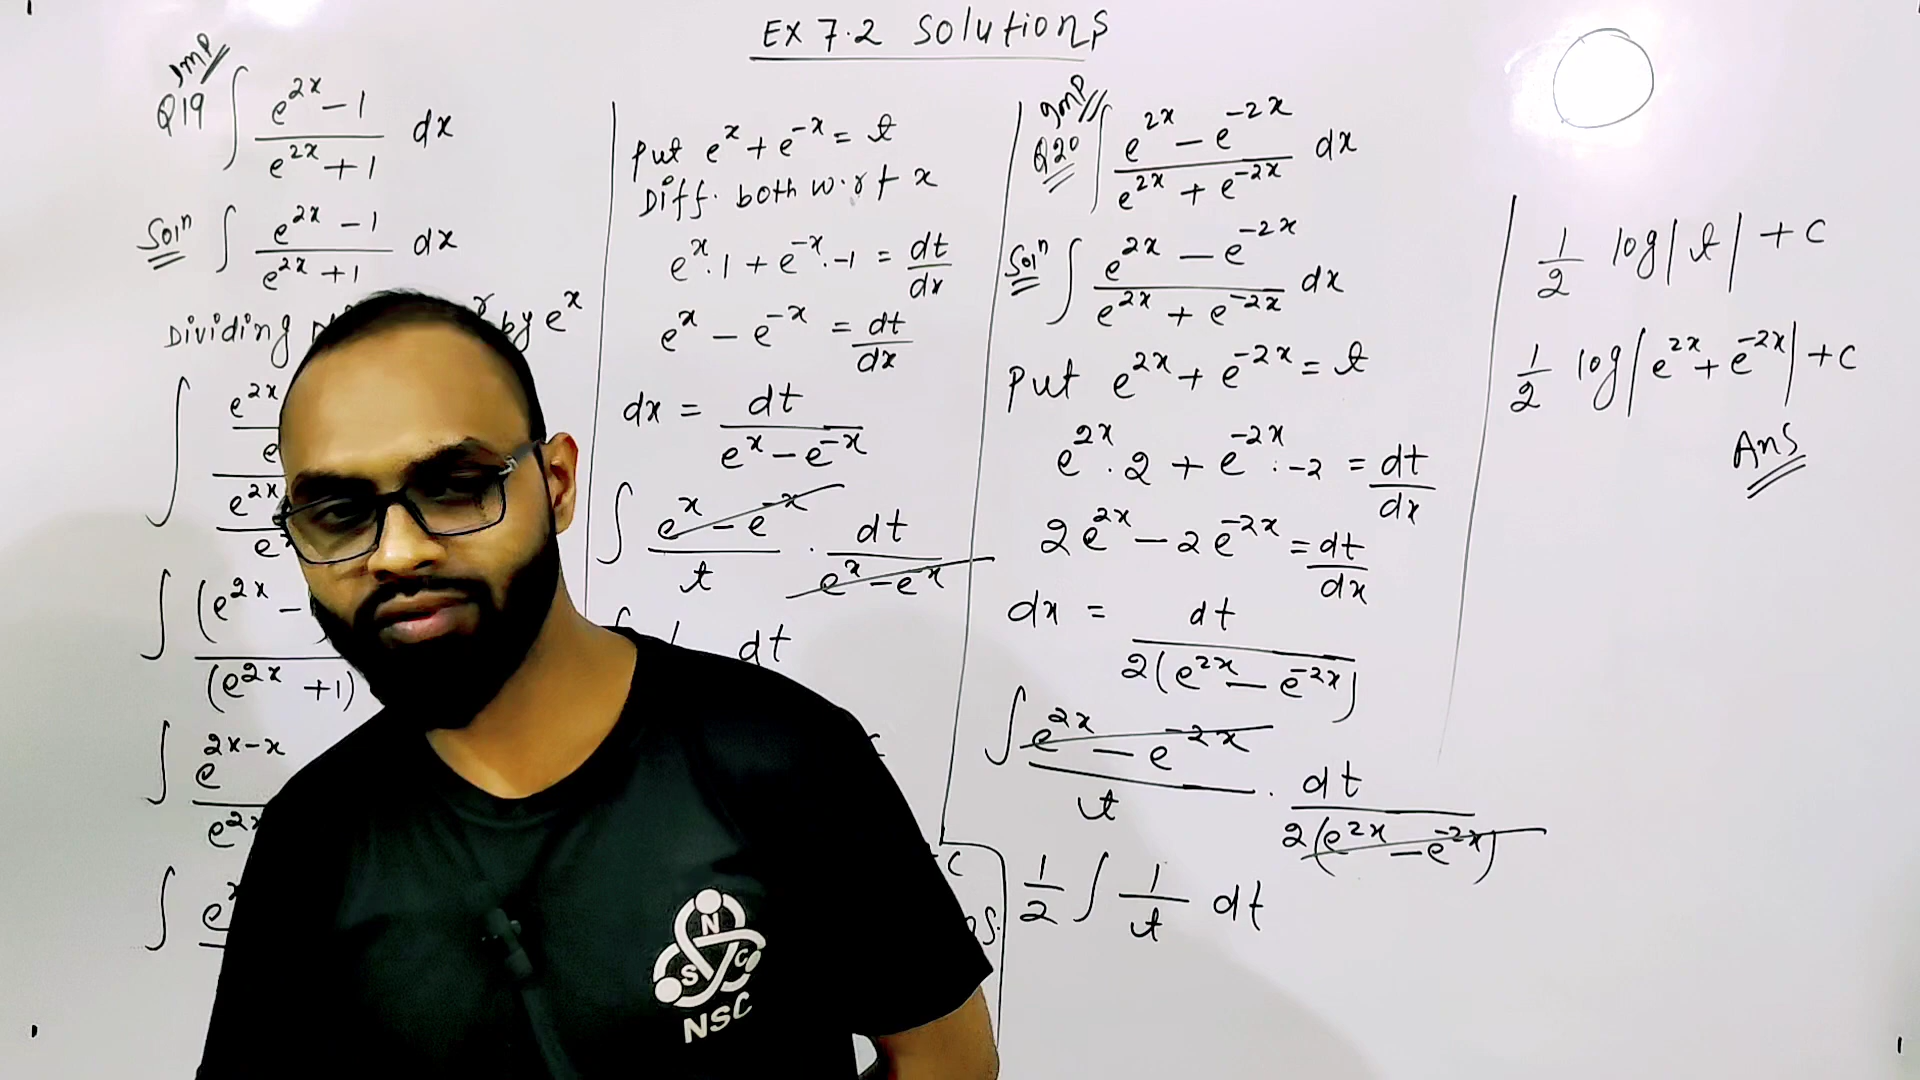 EX 7.2 Solutions
Imp
Q19 ∫ (e^{2x} − 1)/(e^{2x} + 1) dx
Solⁿ ∫ (e^{2x} − 1)/(e^{2x} + 1) dx
Dividing by e^x
∫ e^{2x}
e
e^{2x}
e
∫ (e^{2x} −
(e^{2x} + 1)
∫ e^{2x−x}
e^{2x}
∫ e^x
Put e^x + e^{−x} = t
Diff. both w.r.t x
e^x · 1 + e^{−x} · −1 = dt/dx
e^x − e^{−x} = dt/dx
dx = dt/(e^x − e^{−x})
∫ (e^x − e^{−x})/t · dt/(e^x − e^{−x})
dt
+ C
Imp
Q20 ∫ (e^{2x} − e^{−2x})/(e^{2x} + e^{−2x}) dx
Solⁿ ∫ (e^{2x} − e^{−2x})/(e^{2x} + e^{−2x}) dx
Put e^{2x} + e^{−2x} = t
e^{2x} · 2 + e^{−2x} · −2 = dt/dx
2e^{2x} − 2e^{−2x} = dt/dx
dx = dt/(2(e^{2x} − e^{−2x}))
∫ (e^{2x} − e^{−2x})/t · dt/(2(e^{2x} − e^{−2x}))
1/2 ∫ 1/t dt
1/2 log|t| + C
1/2 log|e^{2x} + e^{−2x}| + C
Ans
N
S C
NSC